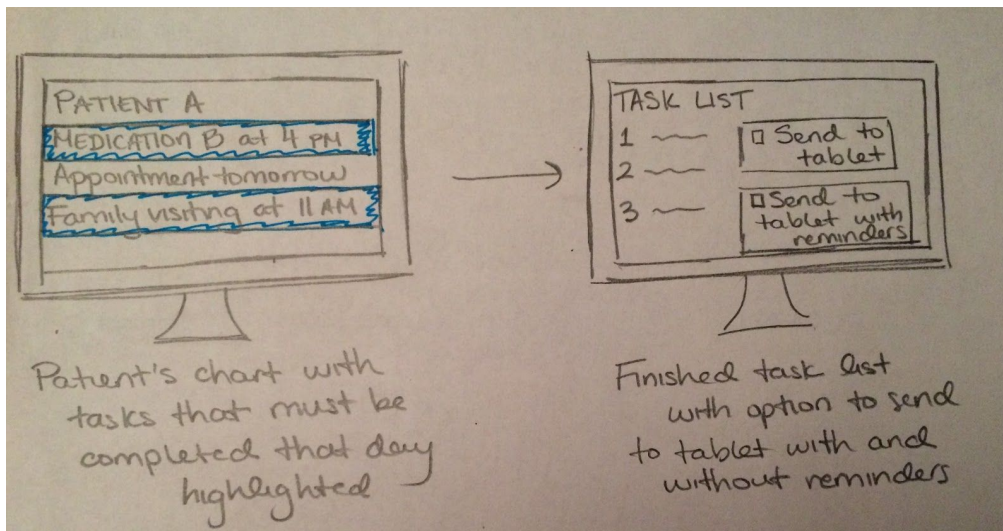 PATIENT A
MEDICATION B at 4 PM
Appointment tomorrow
Family visiting at 11 AM
Patient's chart with
tasks that must be
completed that day
highlighted
TASK LIST
1
2
3
□ Send to
tablet
□ Send to
tablet with
reminders
Finished task list
with option to send
to tablet with and
without reminders